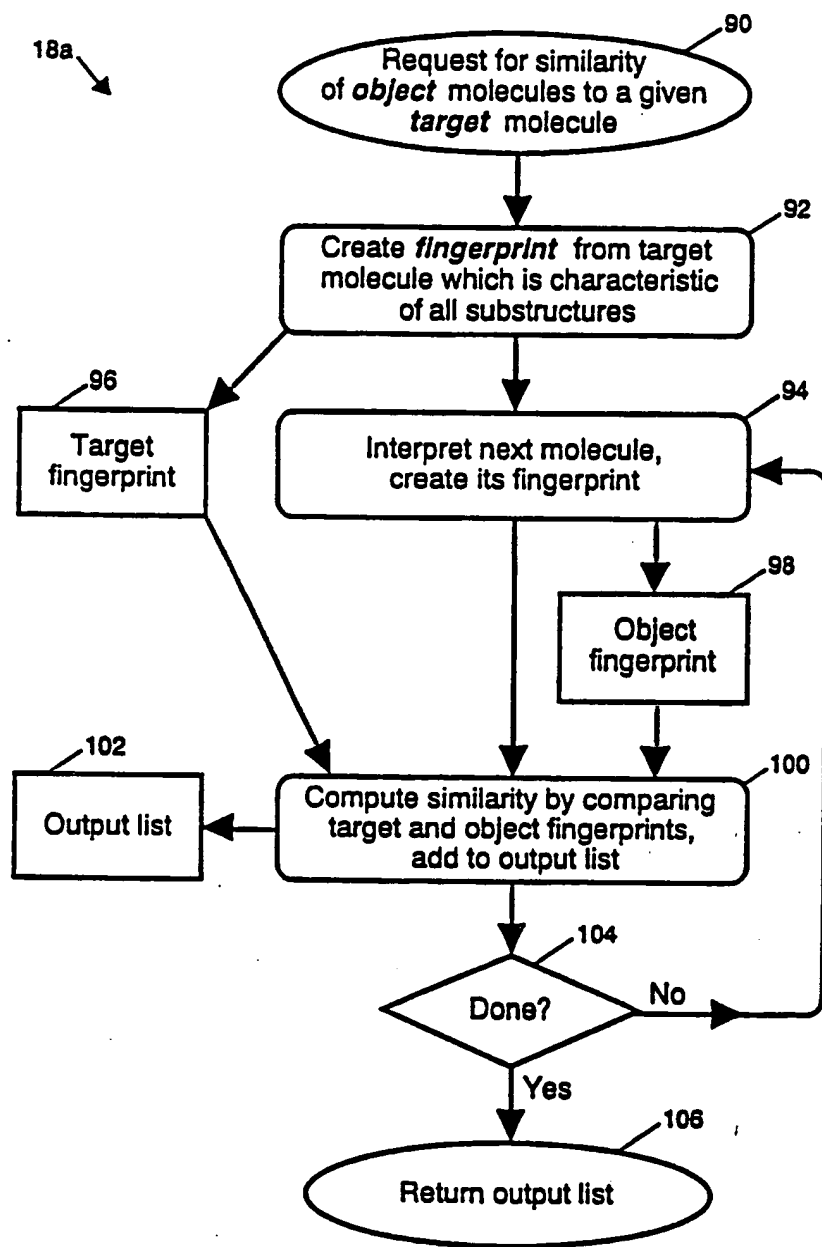 18a
90
Request for similarity
of object molecules to a given
target molecule
92
Create fingerprint from target
molecule which is characteristic
of all substructures
96
Target
fingerprint
94
Interpret next molecule,
create its fingerprint
98
Object
fingerprint
102
Output list
100
Compute similarity by comparing
target and object fingerprints,
add to output list
104
Done?
No
Yes
106
Return output list